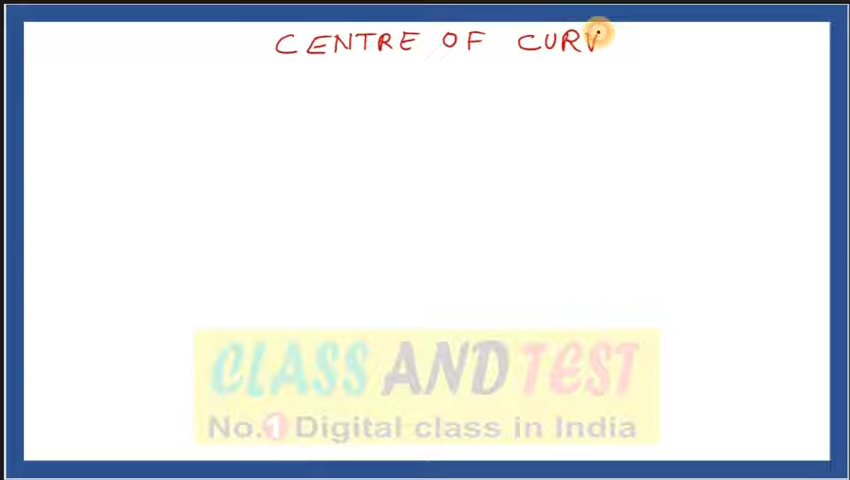 CENTRE OF CURV
CLASS AND TEST
No.1 Digital class in India